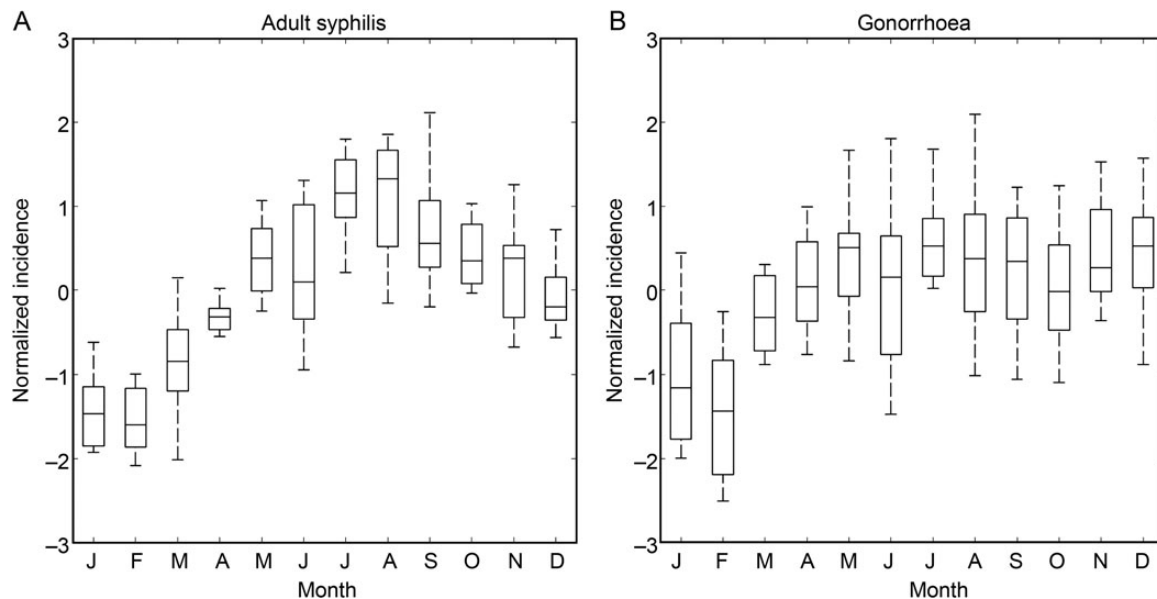 A
Adult syphilis
3
2
1
0
–1
–2
–3
Normalized incidence
J F M A M J J A S O N D
Month
B
Gonorrhoea
3
2
1
0
–1
–2
–3
Normalized incidence
J F M A M J J A S O N D
Month